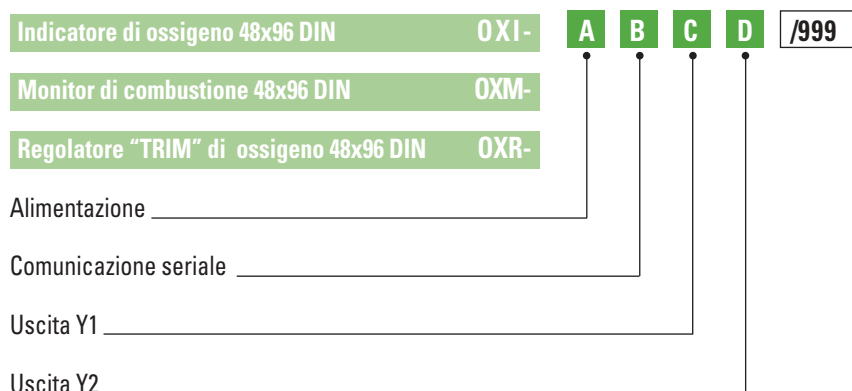 Indicatore di ossigeno 48x96 DIN OXI- A B C D /999
Monitor di combustione 48x96 DIN OXM-
Regolatore “TRIM” di ossigeno 48x96 DIN OXR-
Alimentazione
Comunicazione seriale
Uscita Y1
Uscita Y2